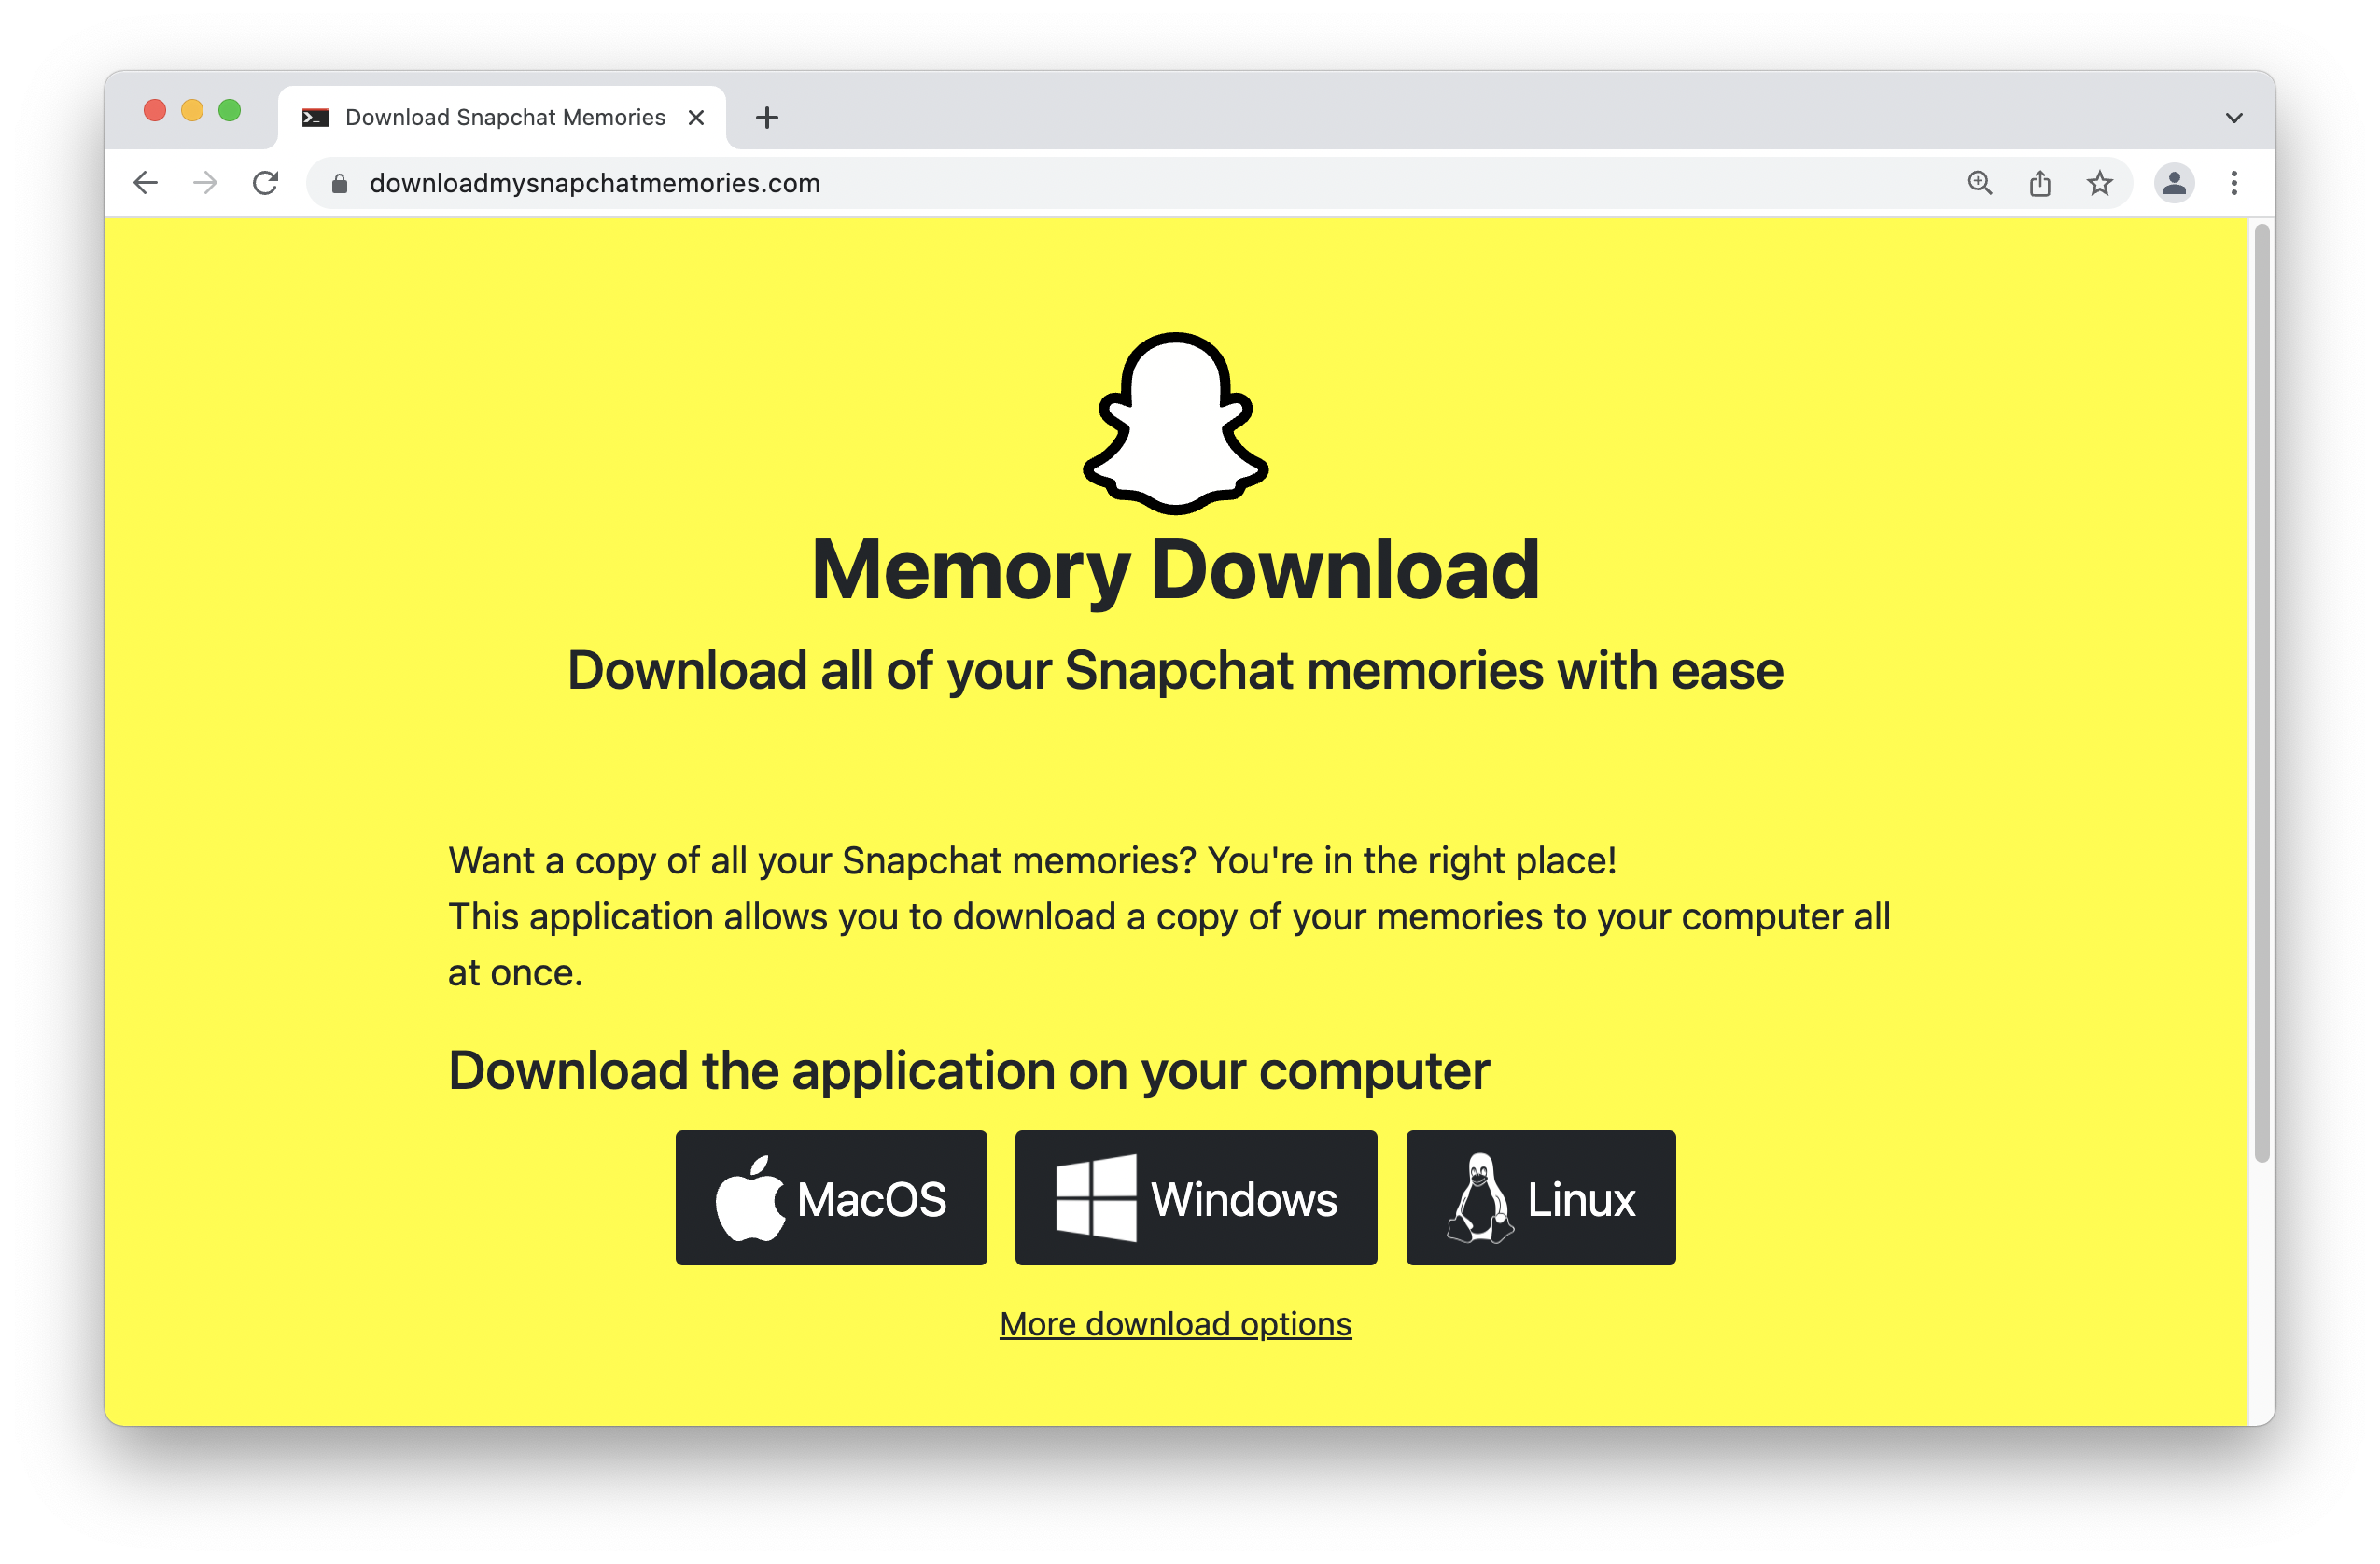 Download Snapchat Memories
downloadmysnapchatmemories.com
Memory Download
Download all of your Snapchat memories with ease
Want a copy of all your Snapchat memories? You're in the right place!
This application allows you to download a copy of your memories to your computer all
at once.
Download the application on your computer
MacOS
Windows
Linux
More download options